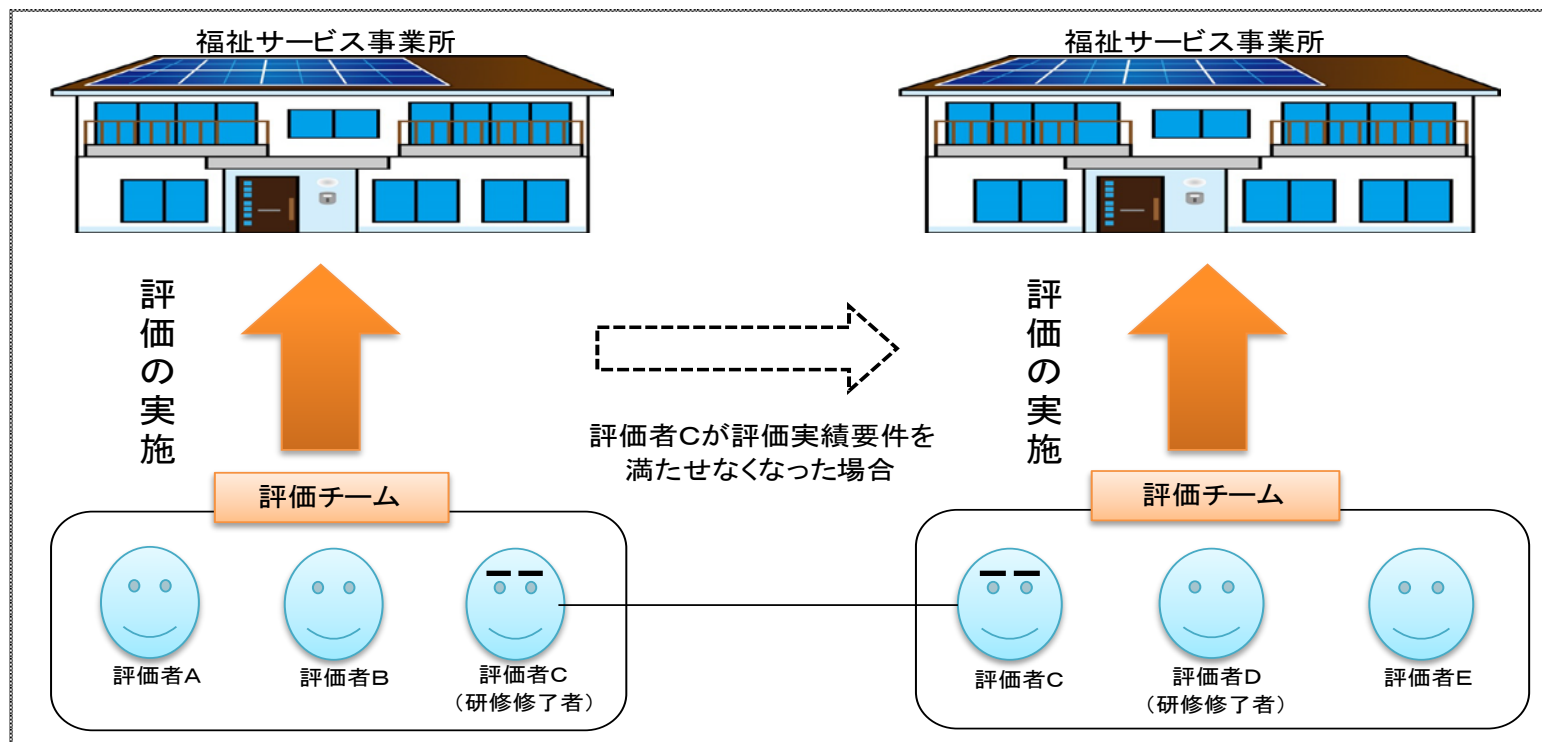 福祉サービス事業所
福祉サービス事業所
評価の実施
評価の実施
評価者Cが評価実績要件を
満たせなくなった場合
評価チーム
評価チーム
評価者A
評価者B
評価者C
（研修修了者）
評価者C
評価者D
（研修修了者）
評価者E